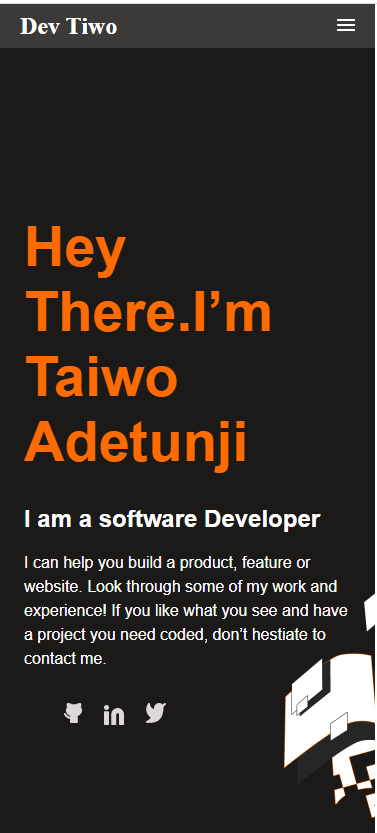 Dev Tiwo
Hey
There.I’m
Taiwo
Adetunji
I am a software Developer
I can help you build a product, feature or
website. Look through some of my work and
experience! If you like what you see and have
a project you need coded, don’t hestiate to
contact me.
in